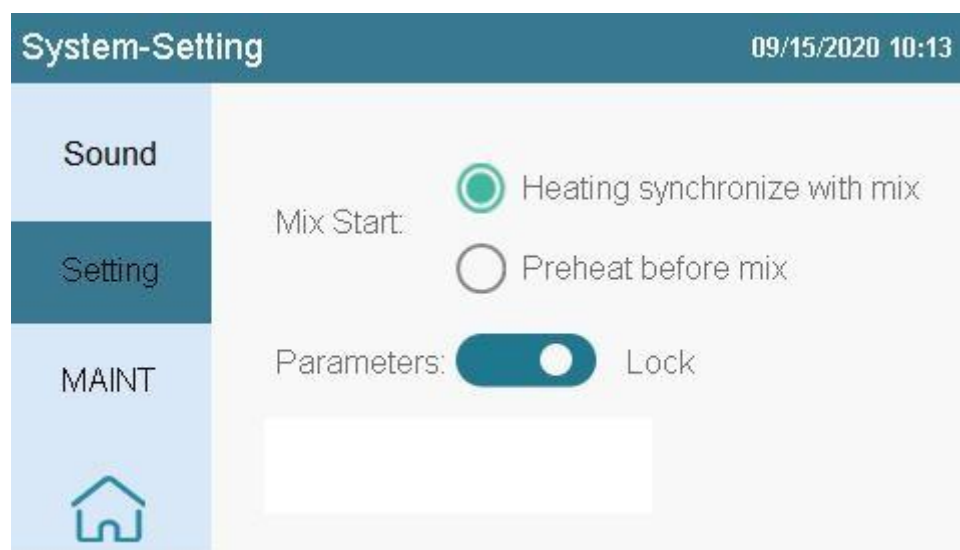 System-Setting 09/15/2020 10:13
Sound
Setting
MAINT
Mix Start:
Heating synchronize with mix
Preheat before mix
Parameters: Lock